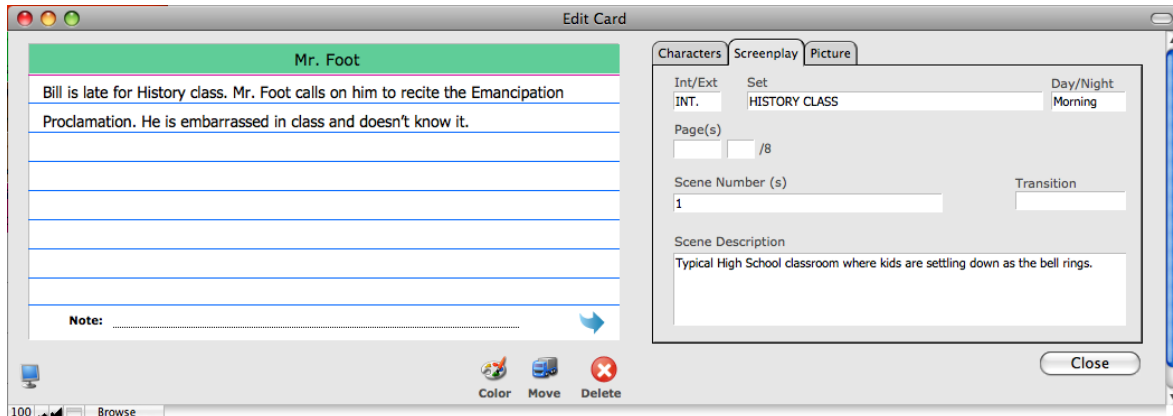 Edit Card
Mr. Foot
Bill is late for History class. Mr. Foot calls on him to recite the Emancipation
Proclamation. He is embarrassed in class and doesn't know it.
Note:
Color Move Delete
Characters Screenplay Picture
Int/Ext Set Day/Night
INT. HISTORY CLASS Morning
Page(s)
/8
Scene Number (s) Transition
1
Scene Description
Typical High School classroom where kids are settling down as the bell rings.
Close
100 Browse